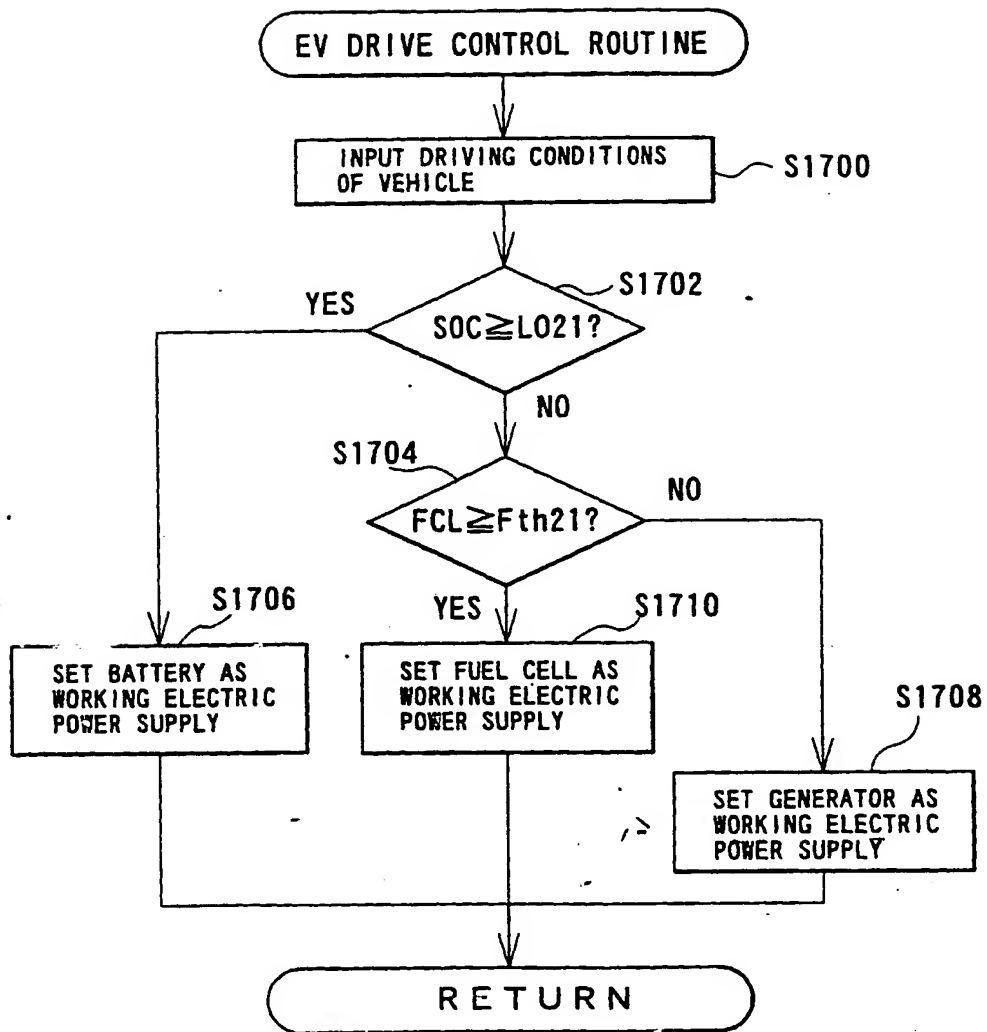 EV DRIVE CONTROL ROUTINE
INPUT DRIVING CONDITIONS
OF VEHICLE
S1700
S1702
YES
SOC≧LO21?
NO
S1704
NO
FCL≧Fth21?
YES
S1706
S1710
SET BATTERY AS
WORKING ELECTRIC
POWER SUPPLY
SET FUEL CELL AS
WORKING ELECTRIC
POWER SUPPLY
S1708
SET GENERATOR AS
WORKING ELECTRIC
POWER SUPPLY
RETURN